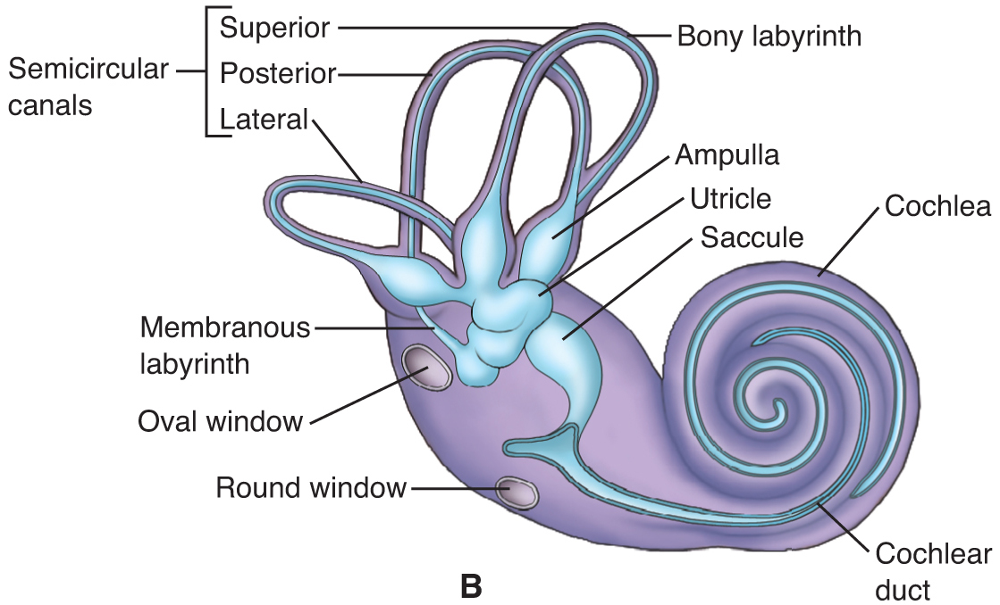 Semicircular
canals
Superior
Posterior
Lateral
Bony labyrinth
Ampulla
Utricle
Saccule
Cochlea
Membranous
labyrinth
Oval window
Round window
Cochlear
duct
B